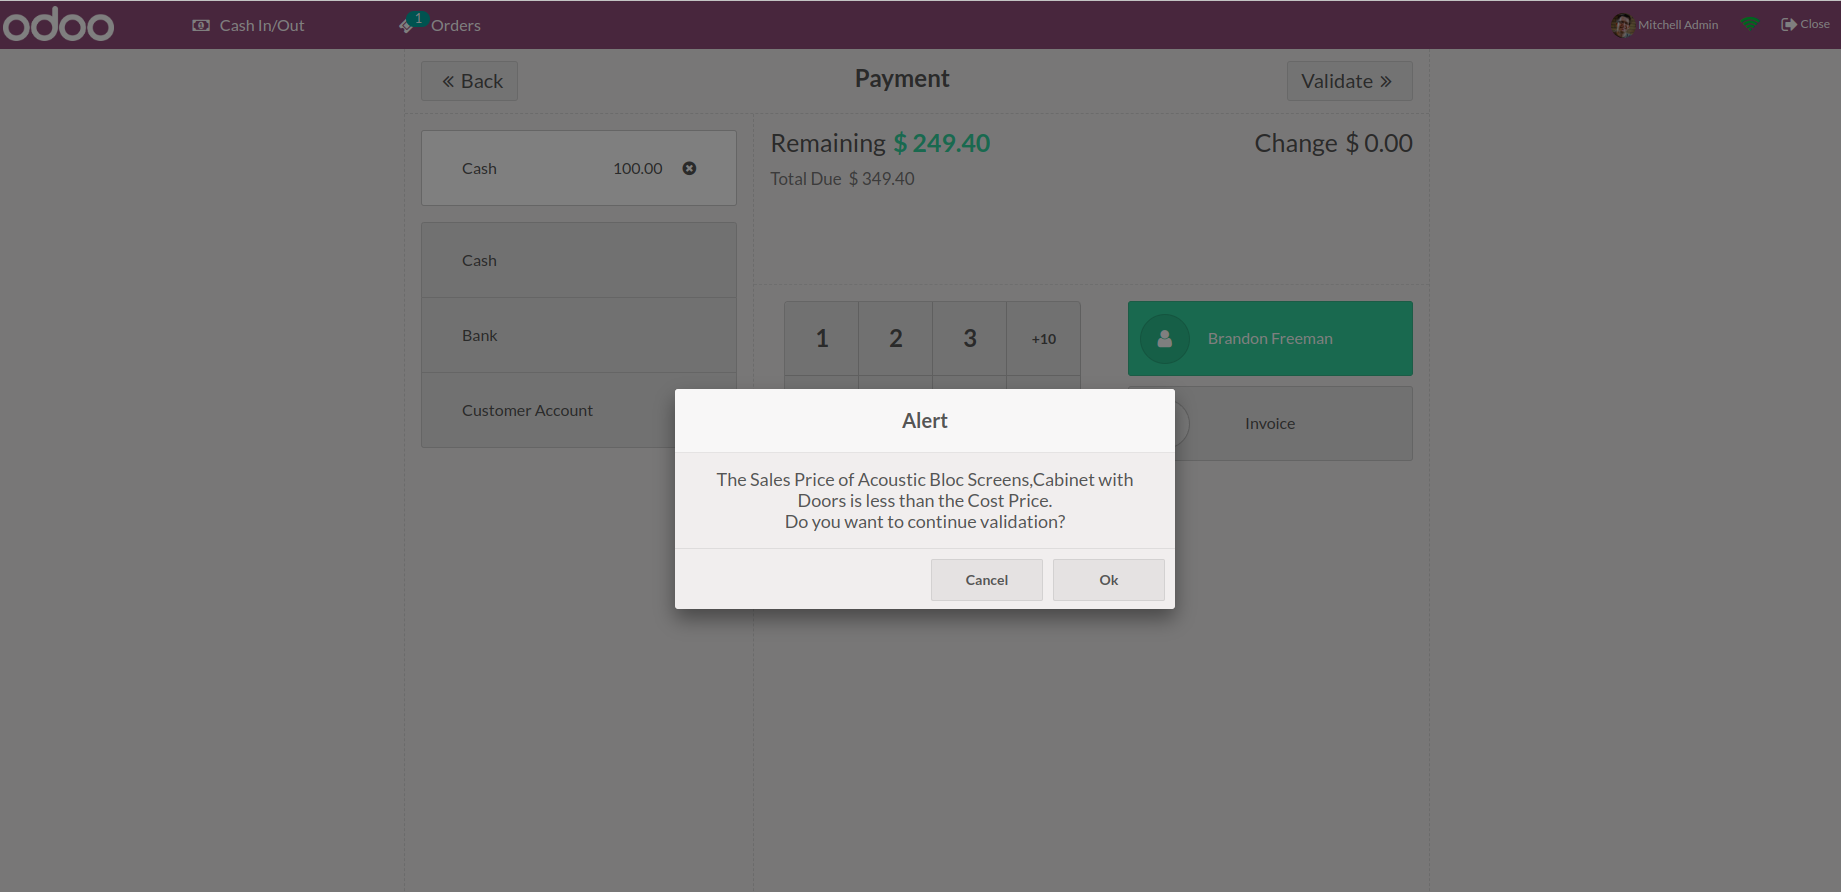 odoo
Cash In/Out
1
Orders
Mitchell Admin
Close
Back
Payment
Validate
Cash 100.00
Remaining $ 249.40
Change $ 0.00
Total Due $ 349.40
Cash
Bank
Customer Account
1 2 3 +10
Brandon Freeman
Invoice
Alert
The Sales Price of Acoustic Bloc Screens,Cabinet with
Doors is less than the Cost Price.
Do you want to continue validation?
Cancel
Ok